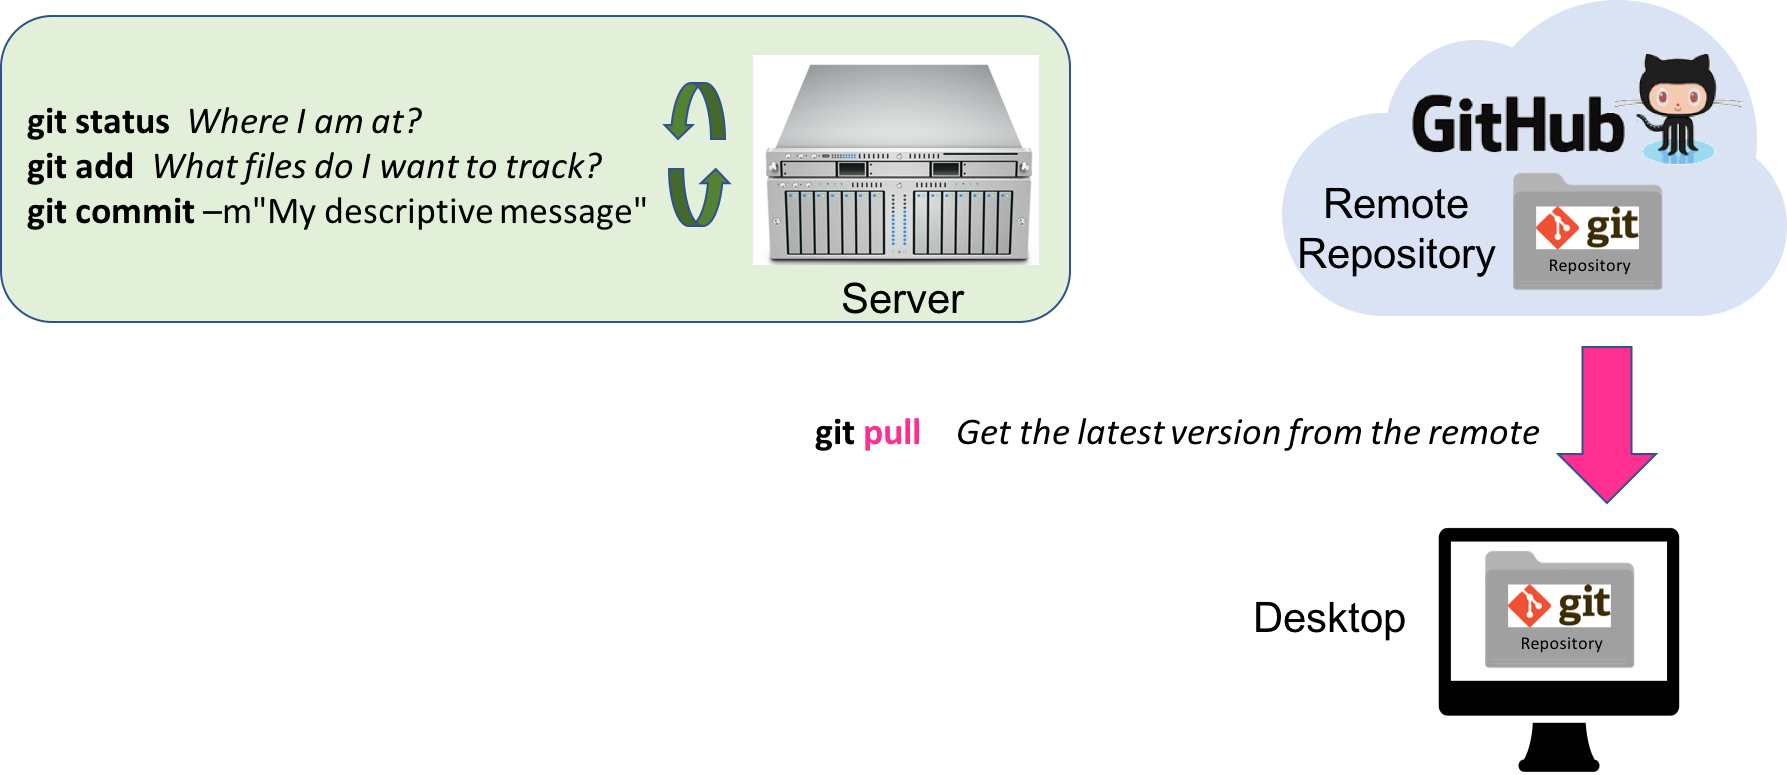 git status Where I am at?
git add What files do I want to track?
git commit –m"My descriptive message"
Server
GitHub
Remote
Repository
git
Repository
git pull Get the latest version from the remote
Desktop
git
Repository